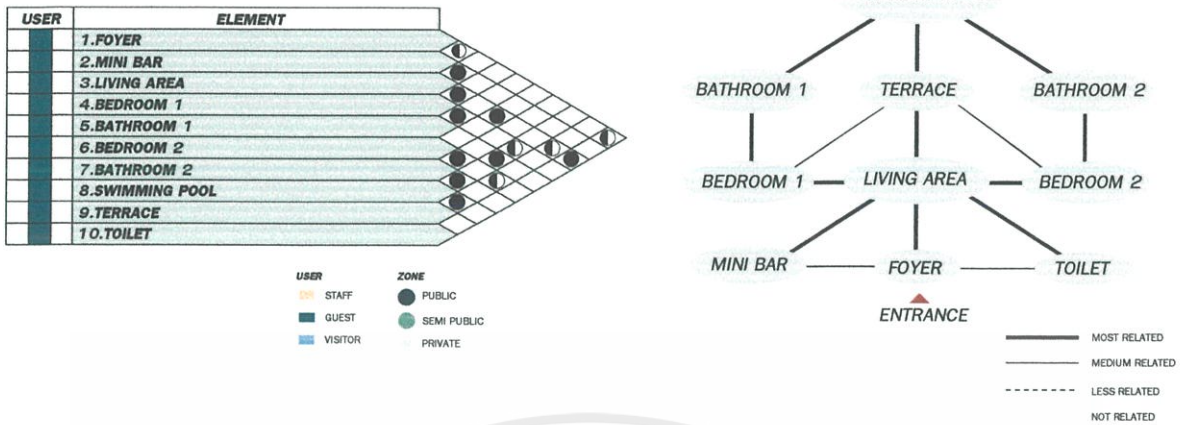 USER ELEMENT
1.FOYER
2.MINI BAR
3.LIVING AREA
4.BEDROOM 1
5.BATHROOM 1
6.BEDROOM 2
7.BATHROOM 2
8.SWIMMING POOL
9.TERRACE
10.TOILET
USER
STAFF
GUEST
VISITOR
ZONE
PUBLIC
SEMI PUBLIC
PRIVATE
BATHROOM 1 TERRACE BATHROOM 2
BEDROOM 1 LIVING AREA BEDROOM 2
MINI BAR FOYER TOILET
ENTRANCE
MOST RELATED
MEDIUM RELATED
LESS RELATED
NOT RELATED